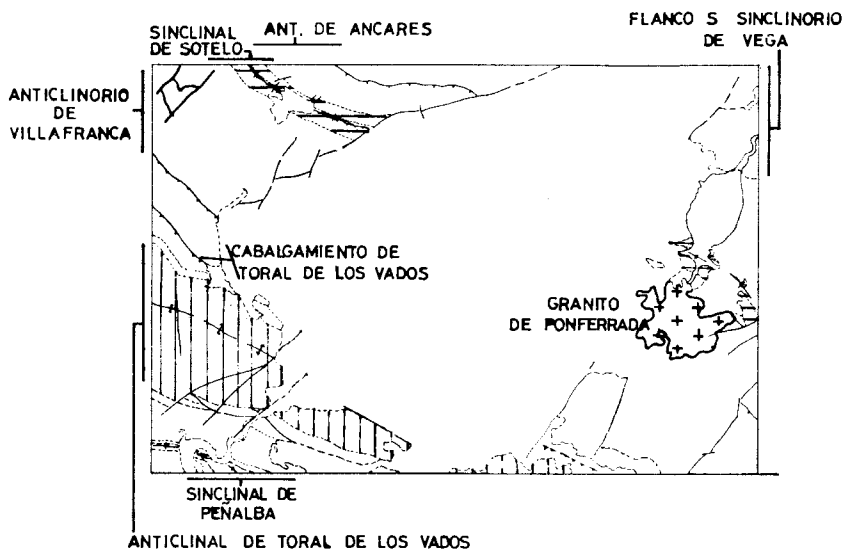 SINCLINAL
DE SOTELO
ANT. DE ANCARES
FLANCO S SINCLINORIO
DE VEGA
ANTICLINORIO
DE
VILLAFRANCA
CABALGAMIENTO DE
TORAL DE LOS VADOS
GRANITO
DE PONFERRADA
SINCLINAL DE
PEÑALBA
ANTICLINAL DE TORAL DE LOS VADOS